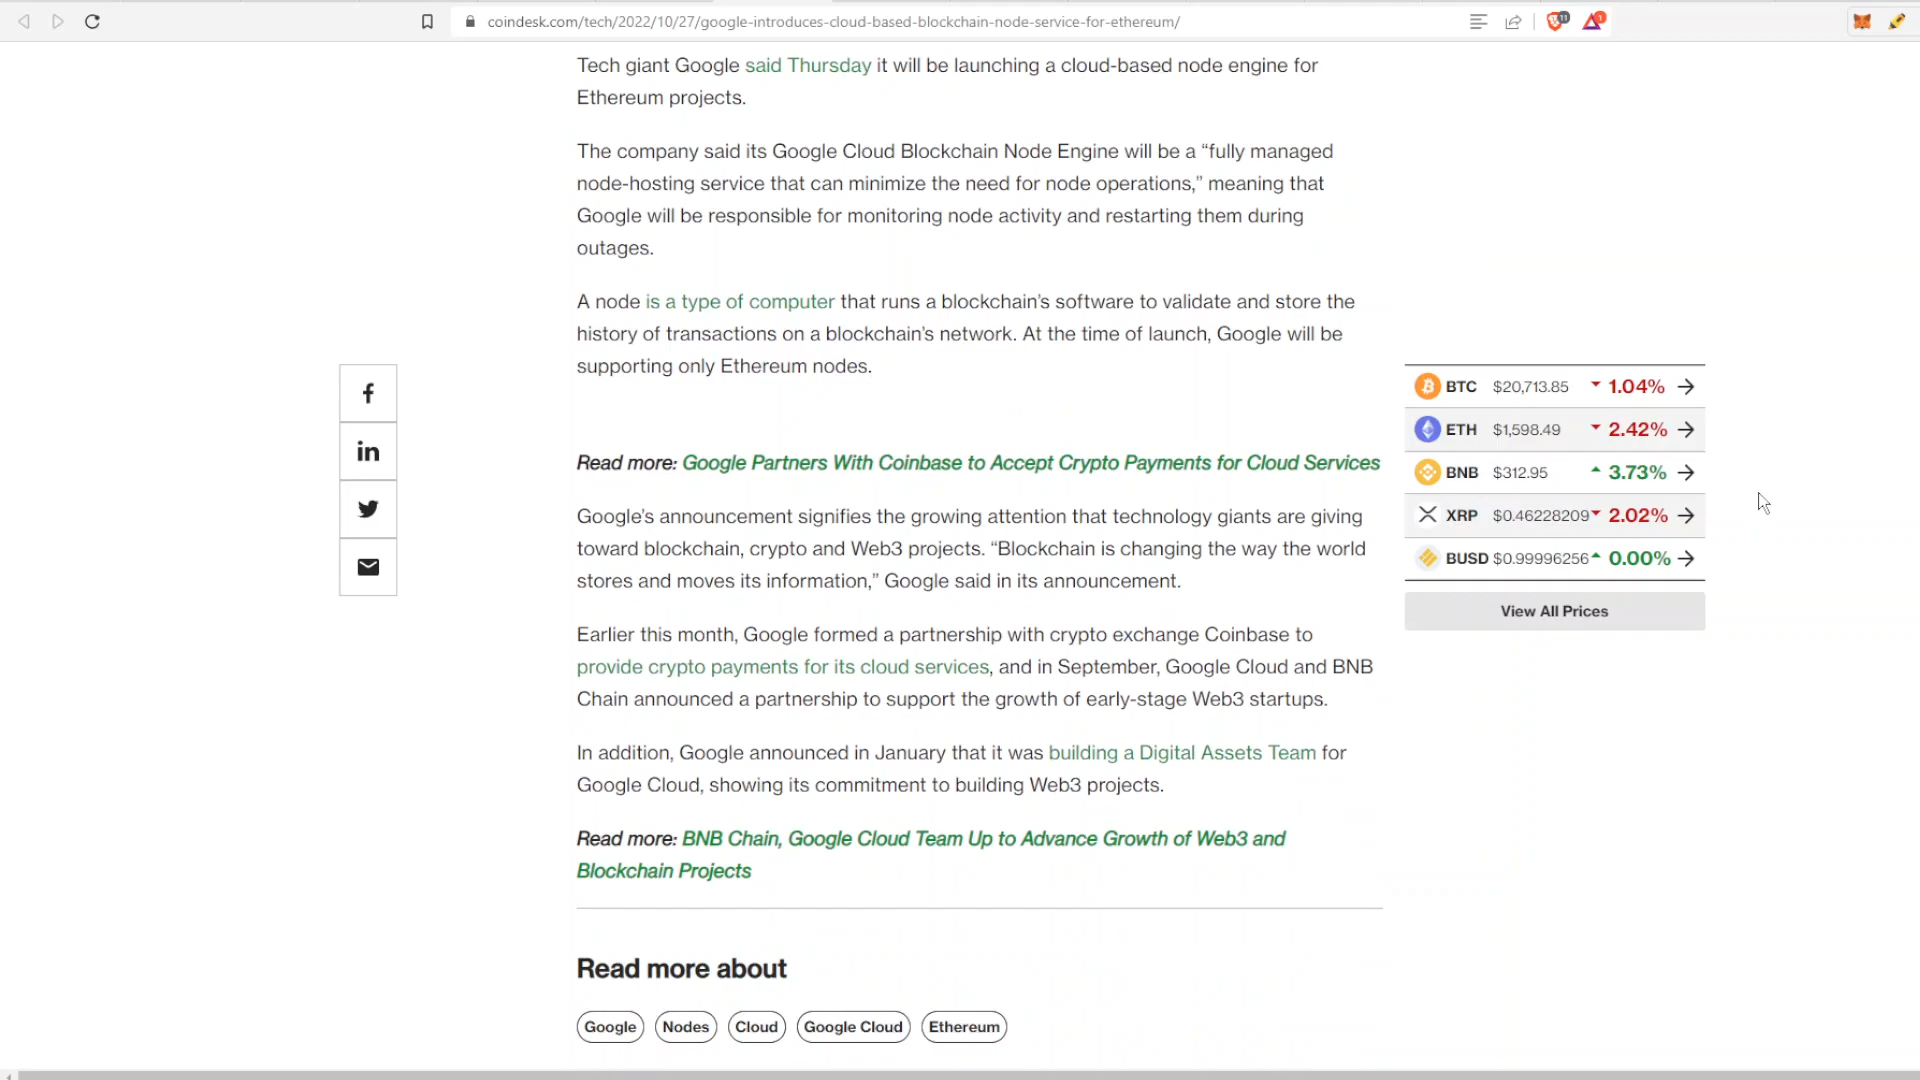 coindesk.com/tech/2022/10/27/google-introduces-cloud-based-blockchain-node-service-for-ethereum/
11
1
Tech giant Google said Thursday it will be launching a cloud-based node engine for
Ethereum projects.
The company said its Google Cloud Blockchain Node Engine will be a “fully managed
node-hosting service that can minimize the need for node operations,” meaning that
Google will be responsible for monitoring node activity and restarting them during
outages.
A node is a type of computer that runs a blockchain’s software to validate and store the
history of transactions on a blockchain’s network. At the time of launch, Google will be
supporting only Ethereum nodes.
Read more: Google Partners With Coinbase to Accept Crypto Payments for Cloud Services
Google’s announcement signifies the growing attention that technology giants are giving
toward blockchain, crypto and Web3 projects. “Blockchain is changing the way the world
stores and moves its information,” Google said in its announcement.
Earlier this month, Google formed a partnership with crypto exchange Coinbase to
provide crypto payments for its cloud services, and in September, Google Cloud and BNB
Chain announced a partnership to support the growth of early-stage Web3 startups.
In addition, Google announced in January that it was building a Digital Assets Team for
Google Cloud, showing its commitment to building Web3 projects.
Read more: BNB Chain, Google Cloud Team Up to Advance Growth of Web3 and
Blockchain Projects
Read more about
Google Nodes Cloud Google Cloud Ethereum
BTC $20,713.85 1.04%
ETH $1,598.49 2.42%
BNB $312.95 3.73%
XRP $0.46228209 2.02%
BUSD $0.99996256 0.00%
View All Prices